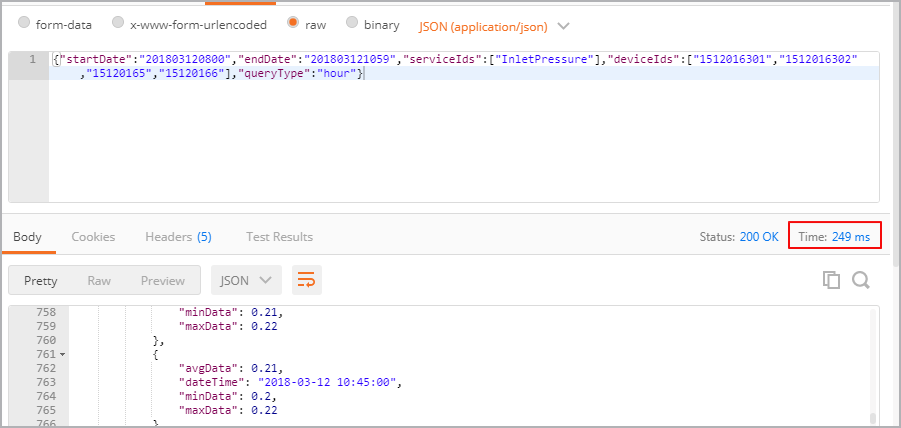 form-data x-www-form-urlencoded raw binary JSON (application/json)
1 {"startDate":"201803120800","endDate":"201803121059","serviceIds":["InletPressure"],"deviceIds":["1512016301","1512016302"
,"15120165","15120166"],"queryType":"hour"}
Body Cookies Headers (5) Test Results Status: 200 OK Time: 249 ms
Pretty Raw Preview JSON
758 "minData": 0.21,
759 "maxData": 0.22
760 },
761 {
762 "avgData": 0.21,
763 "dateTime": "2018-03-12 10:45:00",
764 "minData": 0.2,
765 "maxData": 0.22
766 }